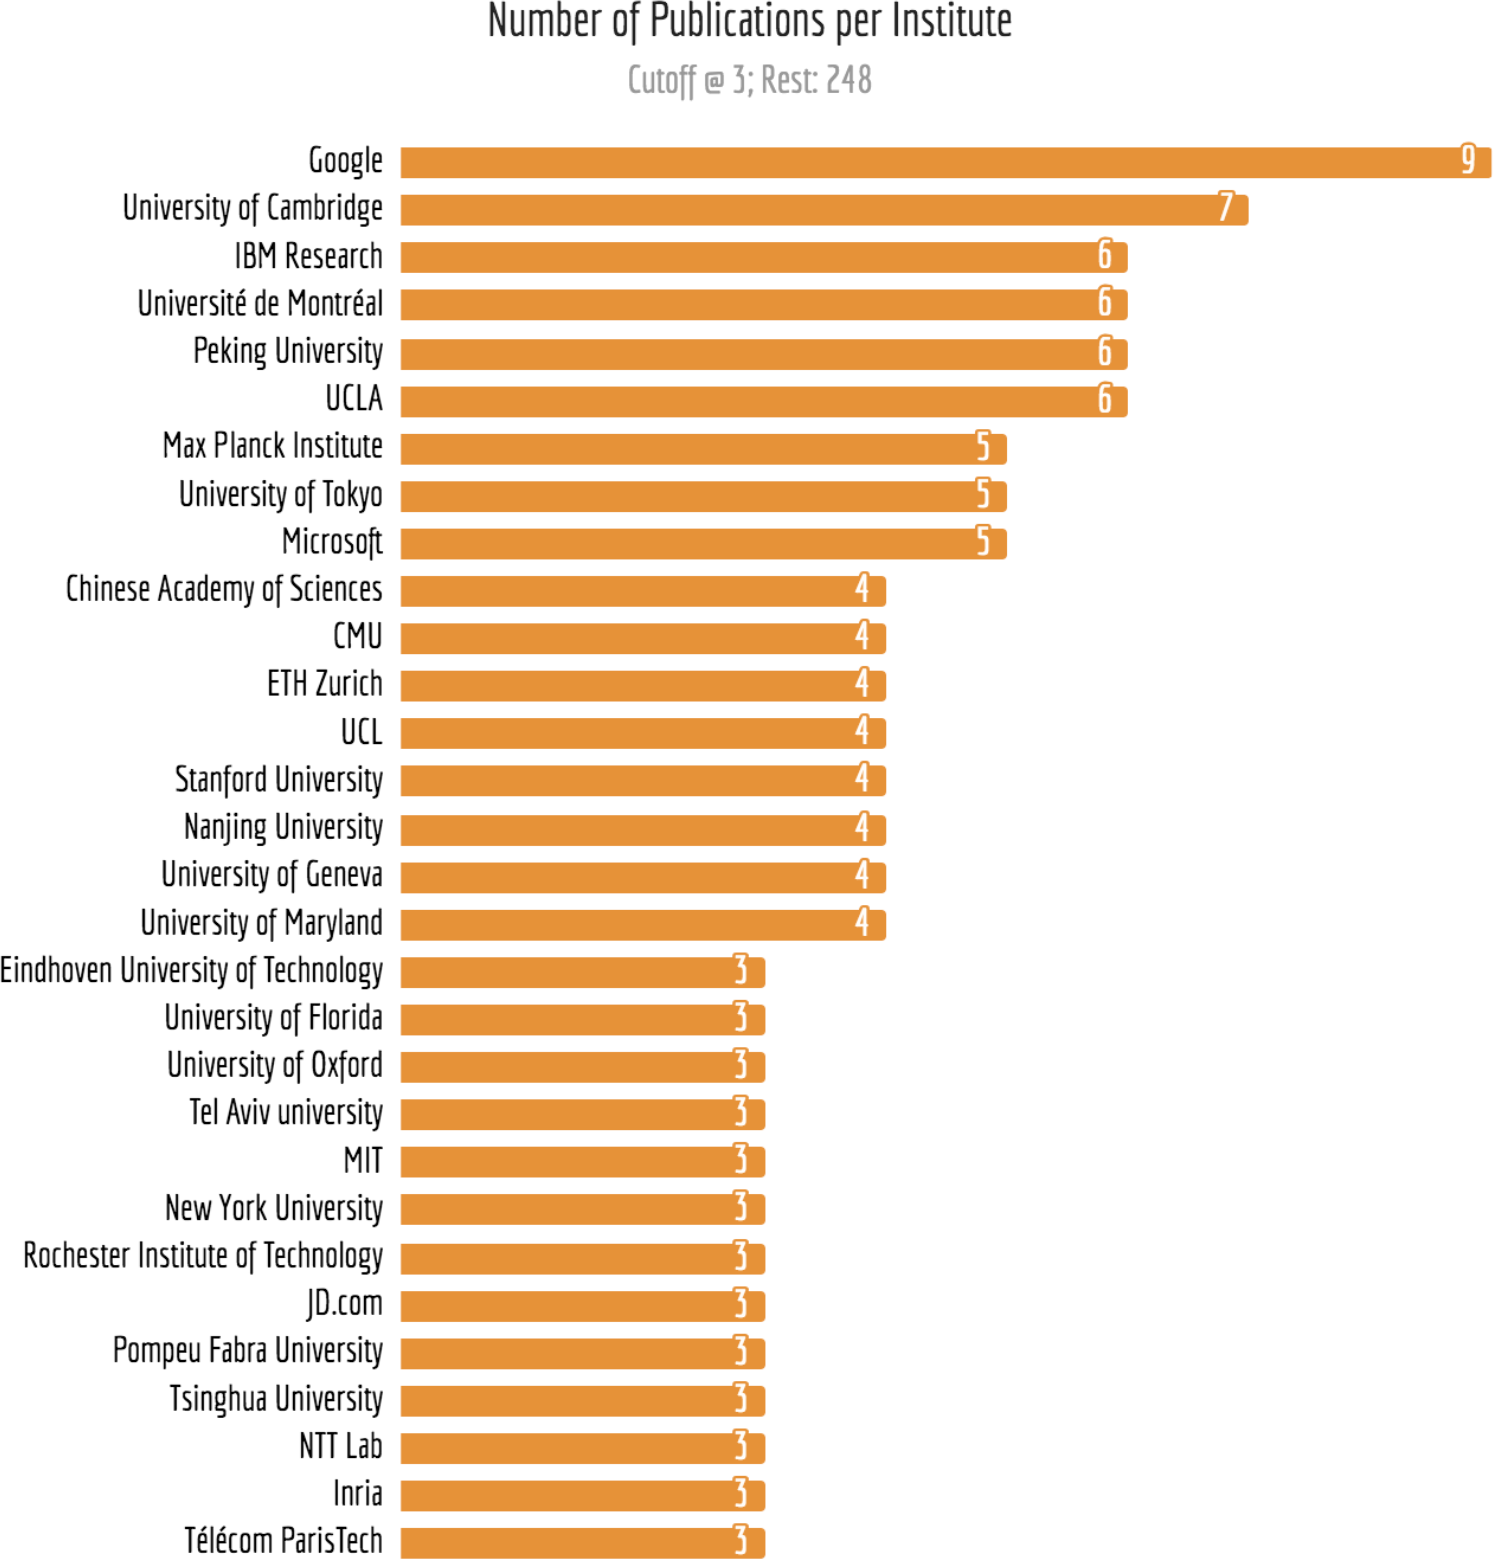 Number of Publications per Institute
Cutoff @ 3; Rest: 248
Google 9
University of Cambridge 7
IBM Research 6
Université de Montréal 6
Peking University 6
UCLA 6
Max Planck Institute 5
University of Tokyo 5
Microsoft 5
Chinese Academy of Sciences 4
CMU 4
ETH Zurich 4
UCL 4
Stanford University 4
Nanjing University 4
University of Geneva 4
University of Maryland 4
Eindhoven University of Technology 3
University of Florida 3
University of Oxford 3
Tel Aviv university 3
MIT 3
New York University 3
Rochester Institute of Technology 3
JD.com 3
Pompeu Fabra University 3
Tsinghua University 3
NTT Lab 3
Inria 3
Télécom ParisTech 3